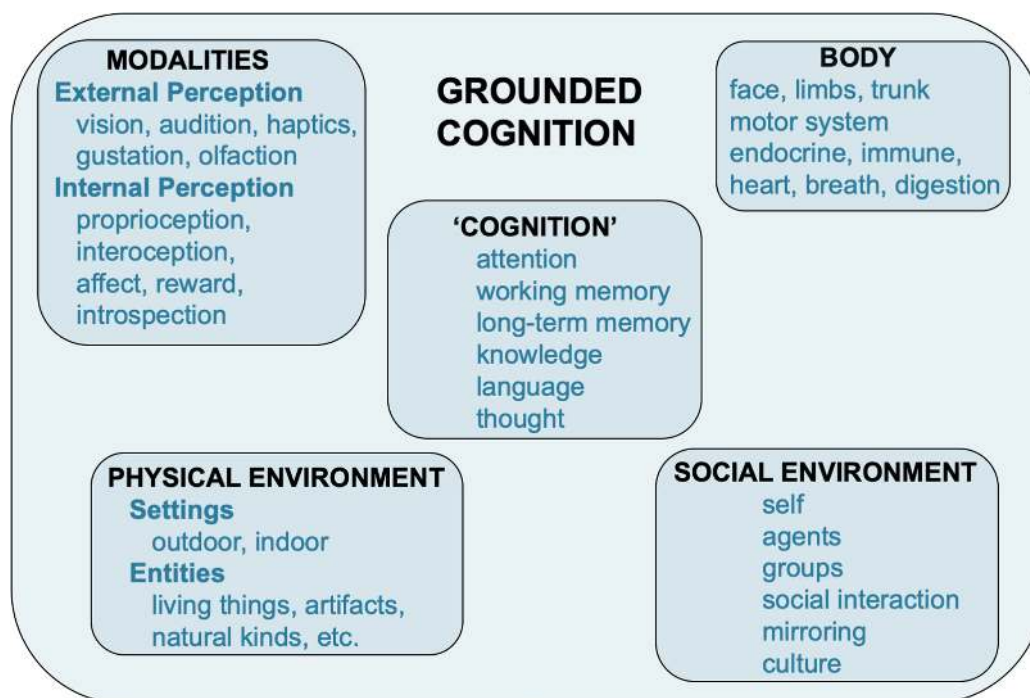 MODALITIES
External Perception
vision, audition, haptics,
gustation, olfaction
Internal Perception
proprioception,
interoception,
affect, reward,
introspection
GROUNDED
COGNITION
BODY
face, limbs, trunk
motor system
endocrine, immune,
heart, breath, digestion
‘COGNITION’
attention
working memory
long-term memory
knowledge
language
thought
PHYSICAL ENVIRONMENT
Settings
outdoor, indoor
Entities
living things, artifacts,
natural kinds, etc.
SOCIAL ENVIRONMENT
self
agents
groups
social interaction
mirroring
culture